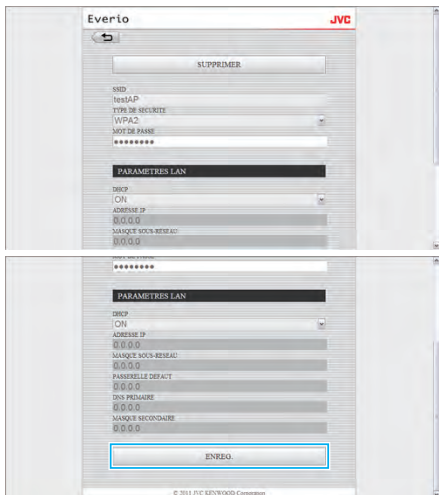 Everio JVC
SUPPRIMER
SSID
testAP
TYPE DE SECURITE
WPA2
MOT DE PASSE
●●●●●●●●
PARAMETRES LAN
DHCP
ON
ADRESSE IP
0.0.0.0
MASQUE SOUS-RESEAU
0.0.0.0
●●●●●●●●
PARAMETRES LAN
DHCP
ON
ADRESSE IP
0.0.0.0
MASQUE SOUS-RESEAU
0.0.0.0
PASSERELLE DEFAUT
0.0.0.0
DNS PRIMAIRE
0.0.0.0
MASQUE SECONDAIRE
0.0.0.0
ENREG.
© 2011 JVC KENWOOD Corporation